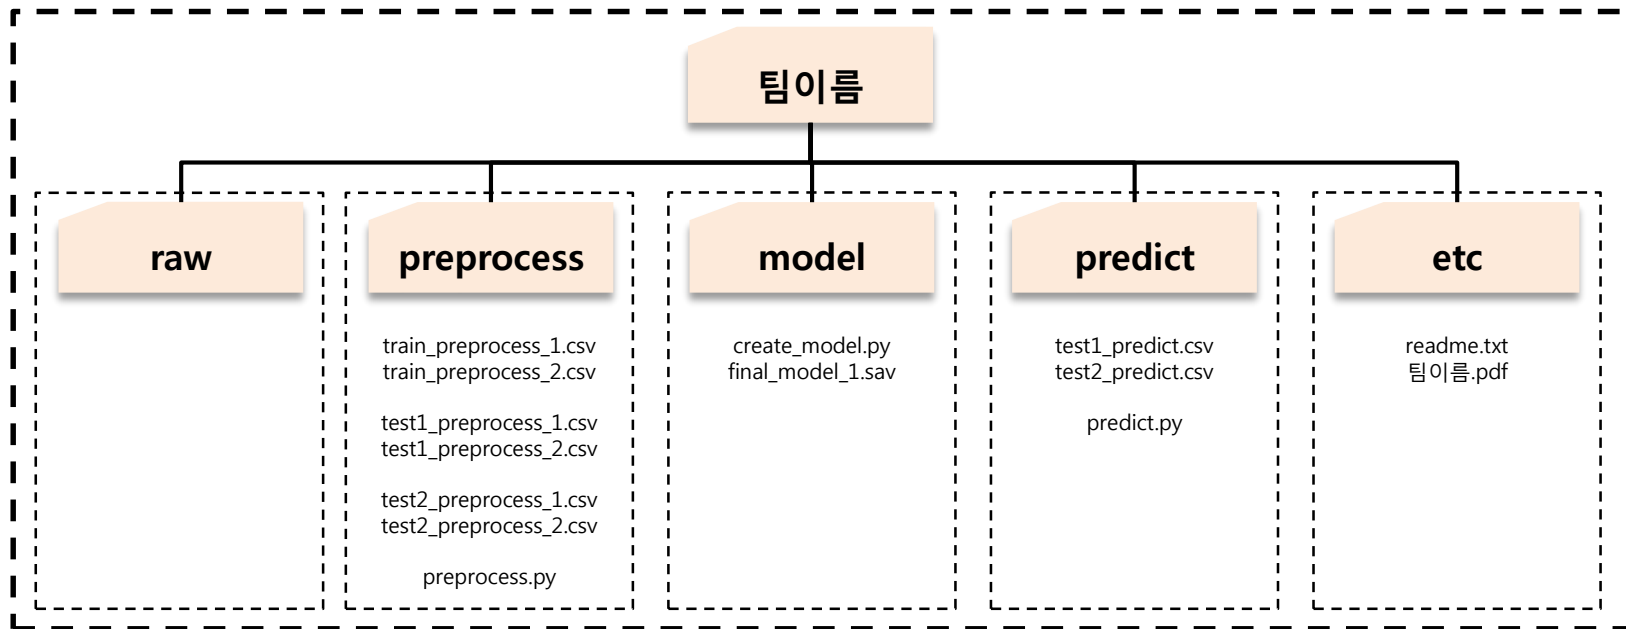 팀이름
raw
preprocess
train_preprocess_1.csv
train_preprocess_2.csv
test1_preprocess_1.csv
test1_preprocess_2.csv
test2_preprocess_1.csv
test2_preprocess_2.csv
preprocess.py
model
create_model.py
final_model_1.sav
predict
test1_predict.csv
test2_predict.csv
predict.py
etc
readme.txt
팀이름.pdf